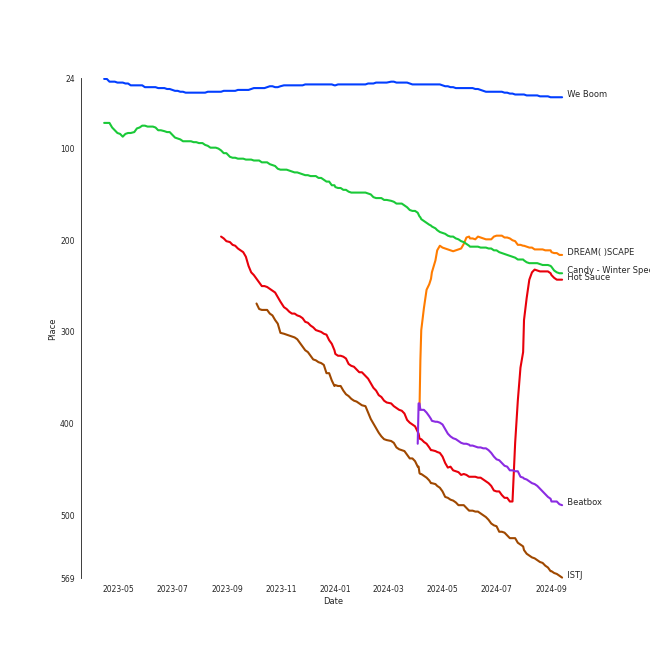 24
We Boom
100
200
DREAM( )SCAPE
Candy - Winter Spe
Hot Sauce
300
Place
400
500
Beatbox
569
ISTJ
2023-05 2023-07 2023-09 2023-11 2024-01 2024-03 2024-05 2024-07 2024-09
Date